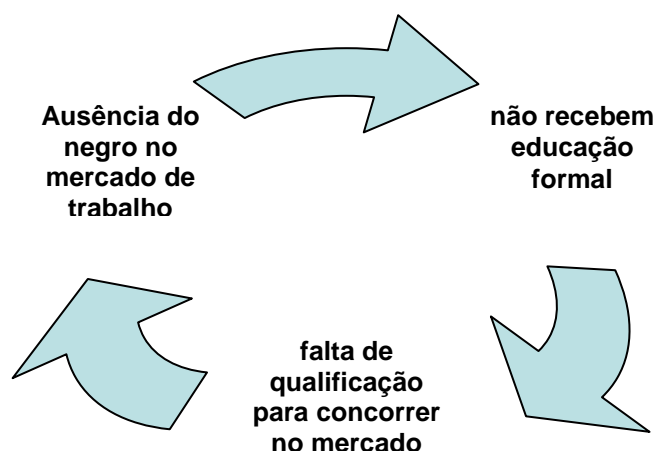 Ausência do
negro no
mercado de
trabalho
não recebem
educação
formal
falta de
qualificação
para concorrer
no mercado